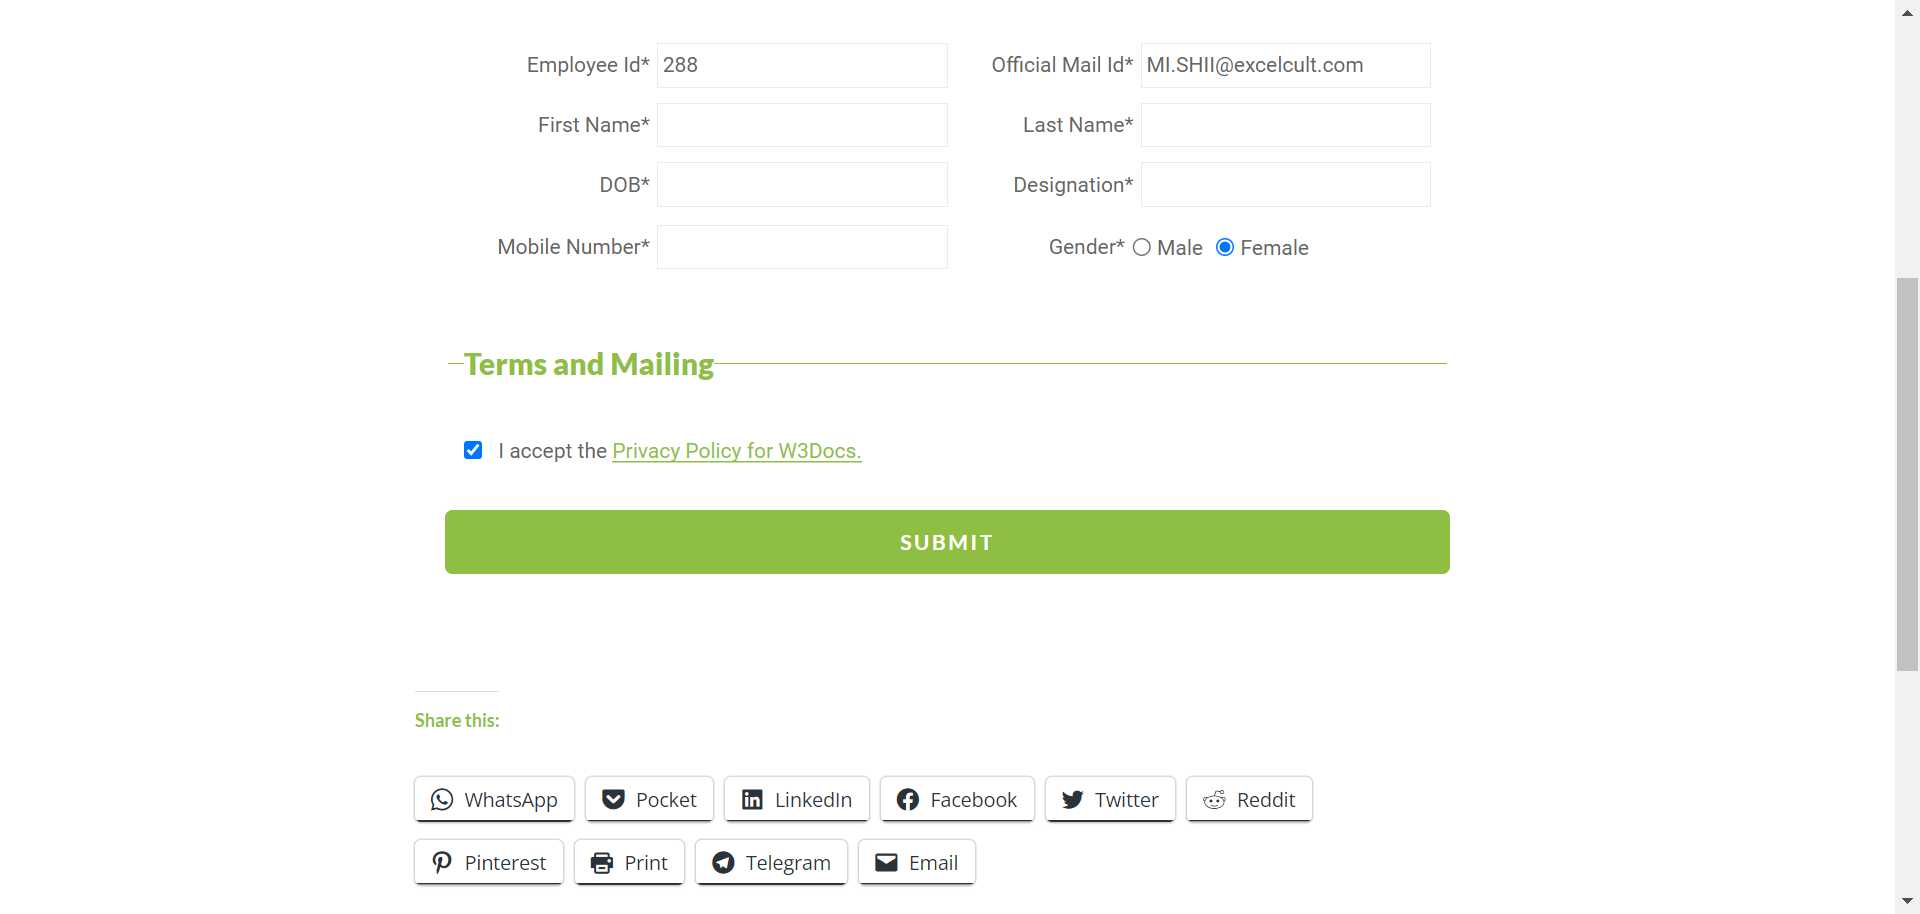 Employee Id* 288 Official Mail Id* MI.SHII@excelcult.com
First Name* Last Name*
DOB* Designation*
Mobile Number* Gender* Male Female
Terms and Mailing
I accept the Privacy Policy for W3Docs.
SUBMIT
Share this:
WhatsApp Pocket LinkedIn Facebook Twitter Reddit
Pinterest Print Telegram Email